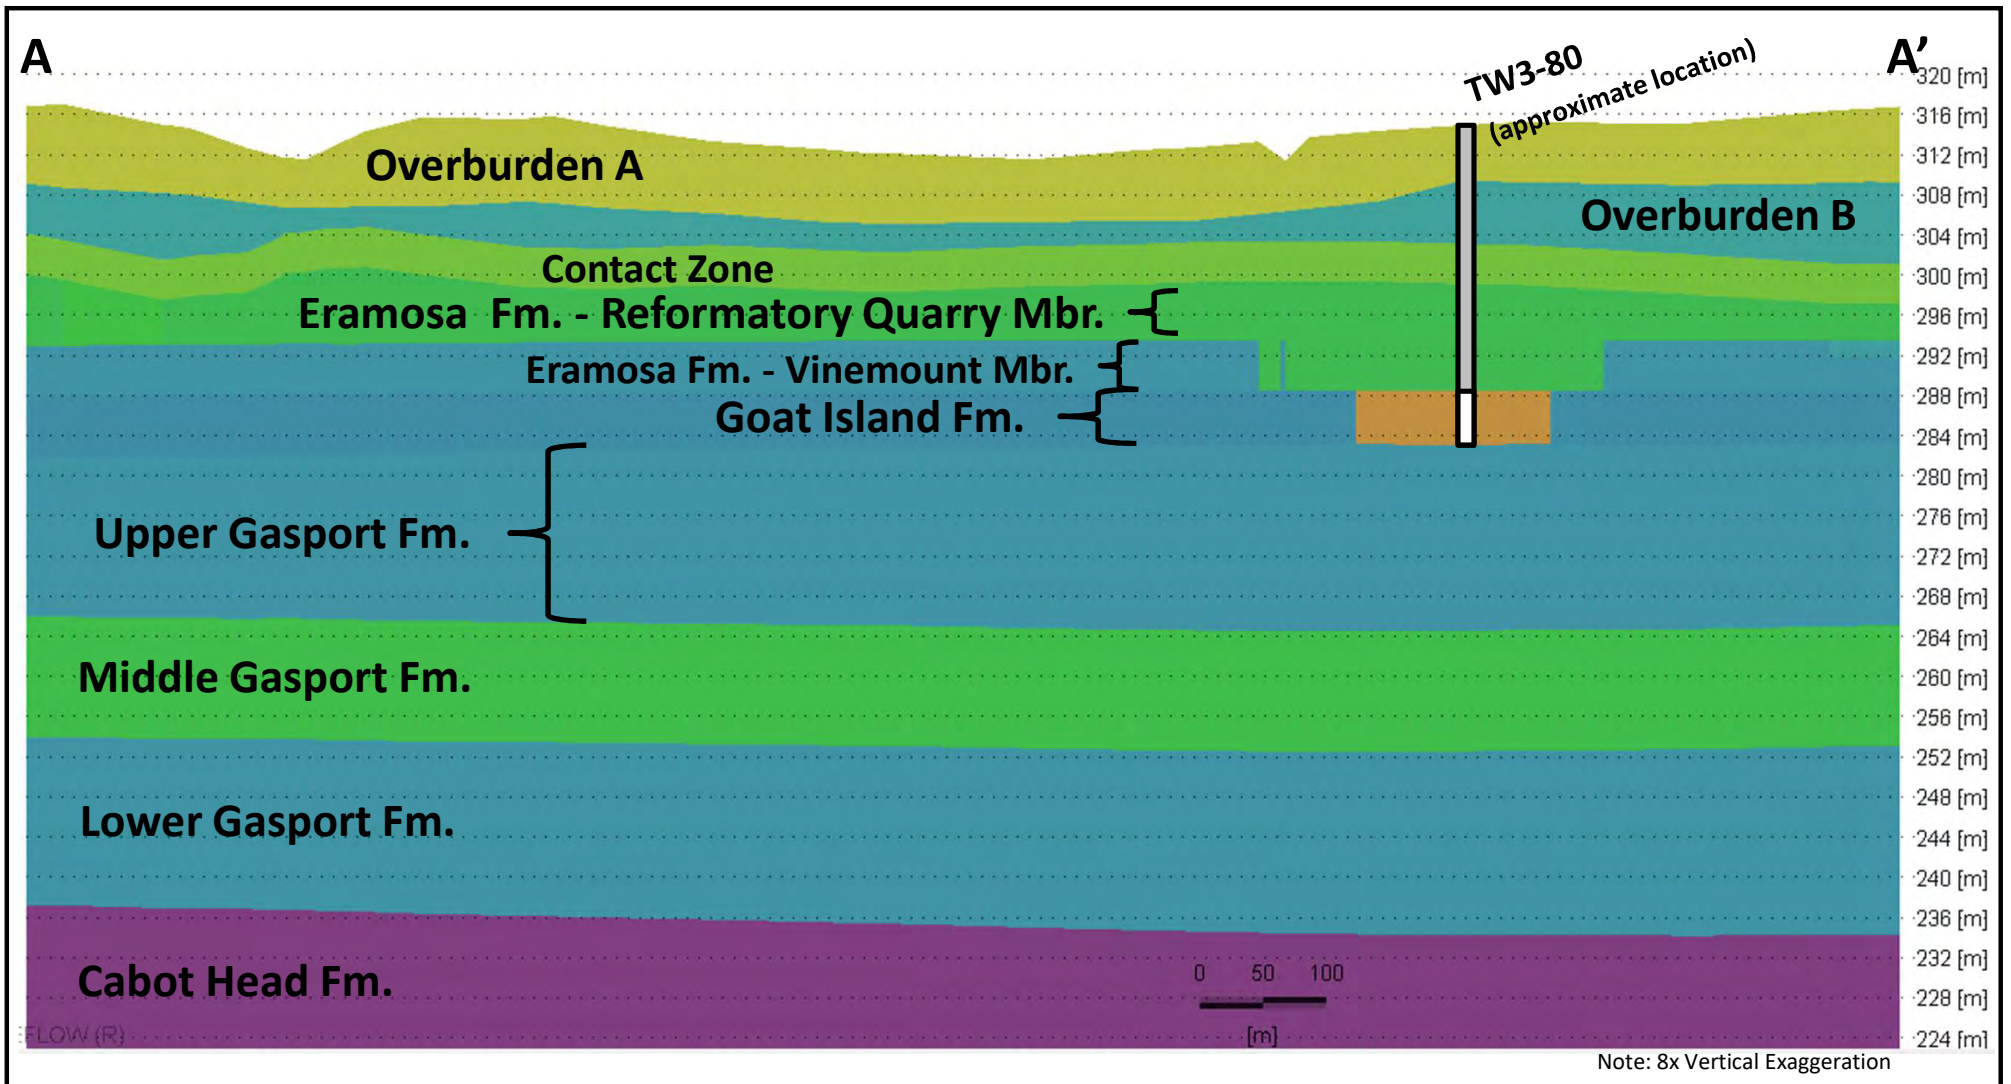 A
A’
TW3-80
(approximate location)
320 [m]
316 [m]
312 [m]
308 [m]
304 [m]
300 [m]
296 [m]
292 [m]
288 [m]
284 [m]
280 [m]
276 [m]
272 [m]
268 [m]
264 [m]
260 [m]
256 [m]
252 [m]
248 [m]
244 [m]
240 [m]
236 [m]
232 [m]
228 [m]
224 [m]
Overburden A
Overburden B
Contact Zone
Eramosa Fm. - Reformatory Quarry Mbr.
Eramosa Fm. - Vinemount Mbr.
Goat Island Fm.
Upper Gasport Fm.
Middle Gasport Fm.
Lower Gasport Fm.
Cabot Head Fm.
0 50 100
[m]
FLOW (R)
Note: 8x Vertical Exaggeration